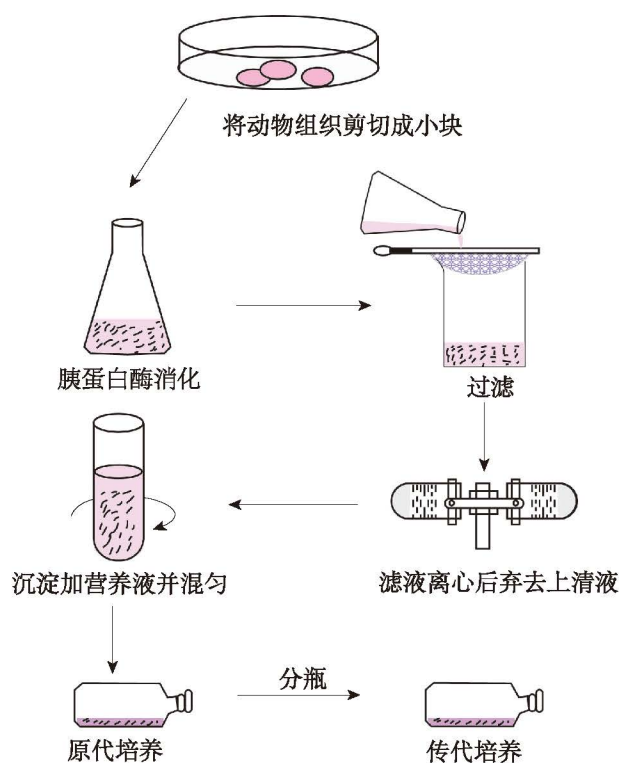 将动物组织剪切成小块
胰蛋白酶消化
过滤
滤液离心后弃去上清液
沉淀加营养液并混匀
原代培养
分瓶
传代培养